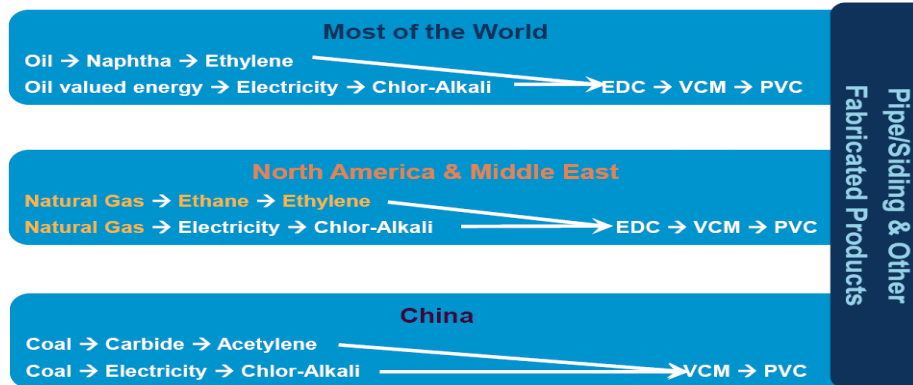 Most of the World
Oil → Naphtha → Ethylene
Oil valued energy → Electricity → Chlor-Alkali EDC → VCM → PVC
North America & Middle East
Natural Gas → Ethane → Ethylene
Natural Gas → Electricity → Chlor-Alkali EDC → VCM → PVC
China
Coal → Carbide → Acetylene
Coal → Electricity → Chlor-Alkali VCM → PVC
Pipe/Siding & Other
Fabricated Products